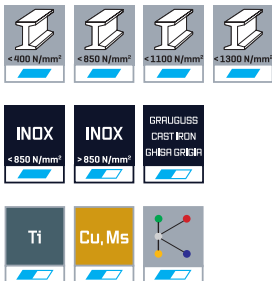 <400 N/mm² <850 N/mm² <1100 N/mm² <1300 N/mm²
INOX INOX GRAUGUSS
CAST IRON
GHISA GRIGIA
<850 N/mm² >850 N/mm²
Ti Cu, Ms